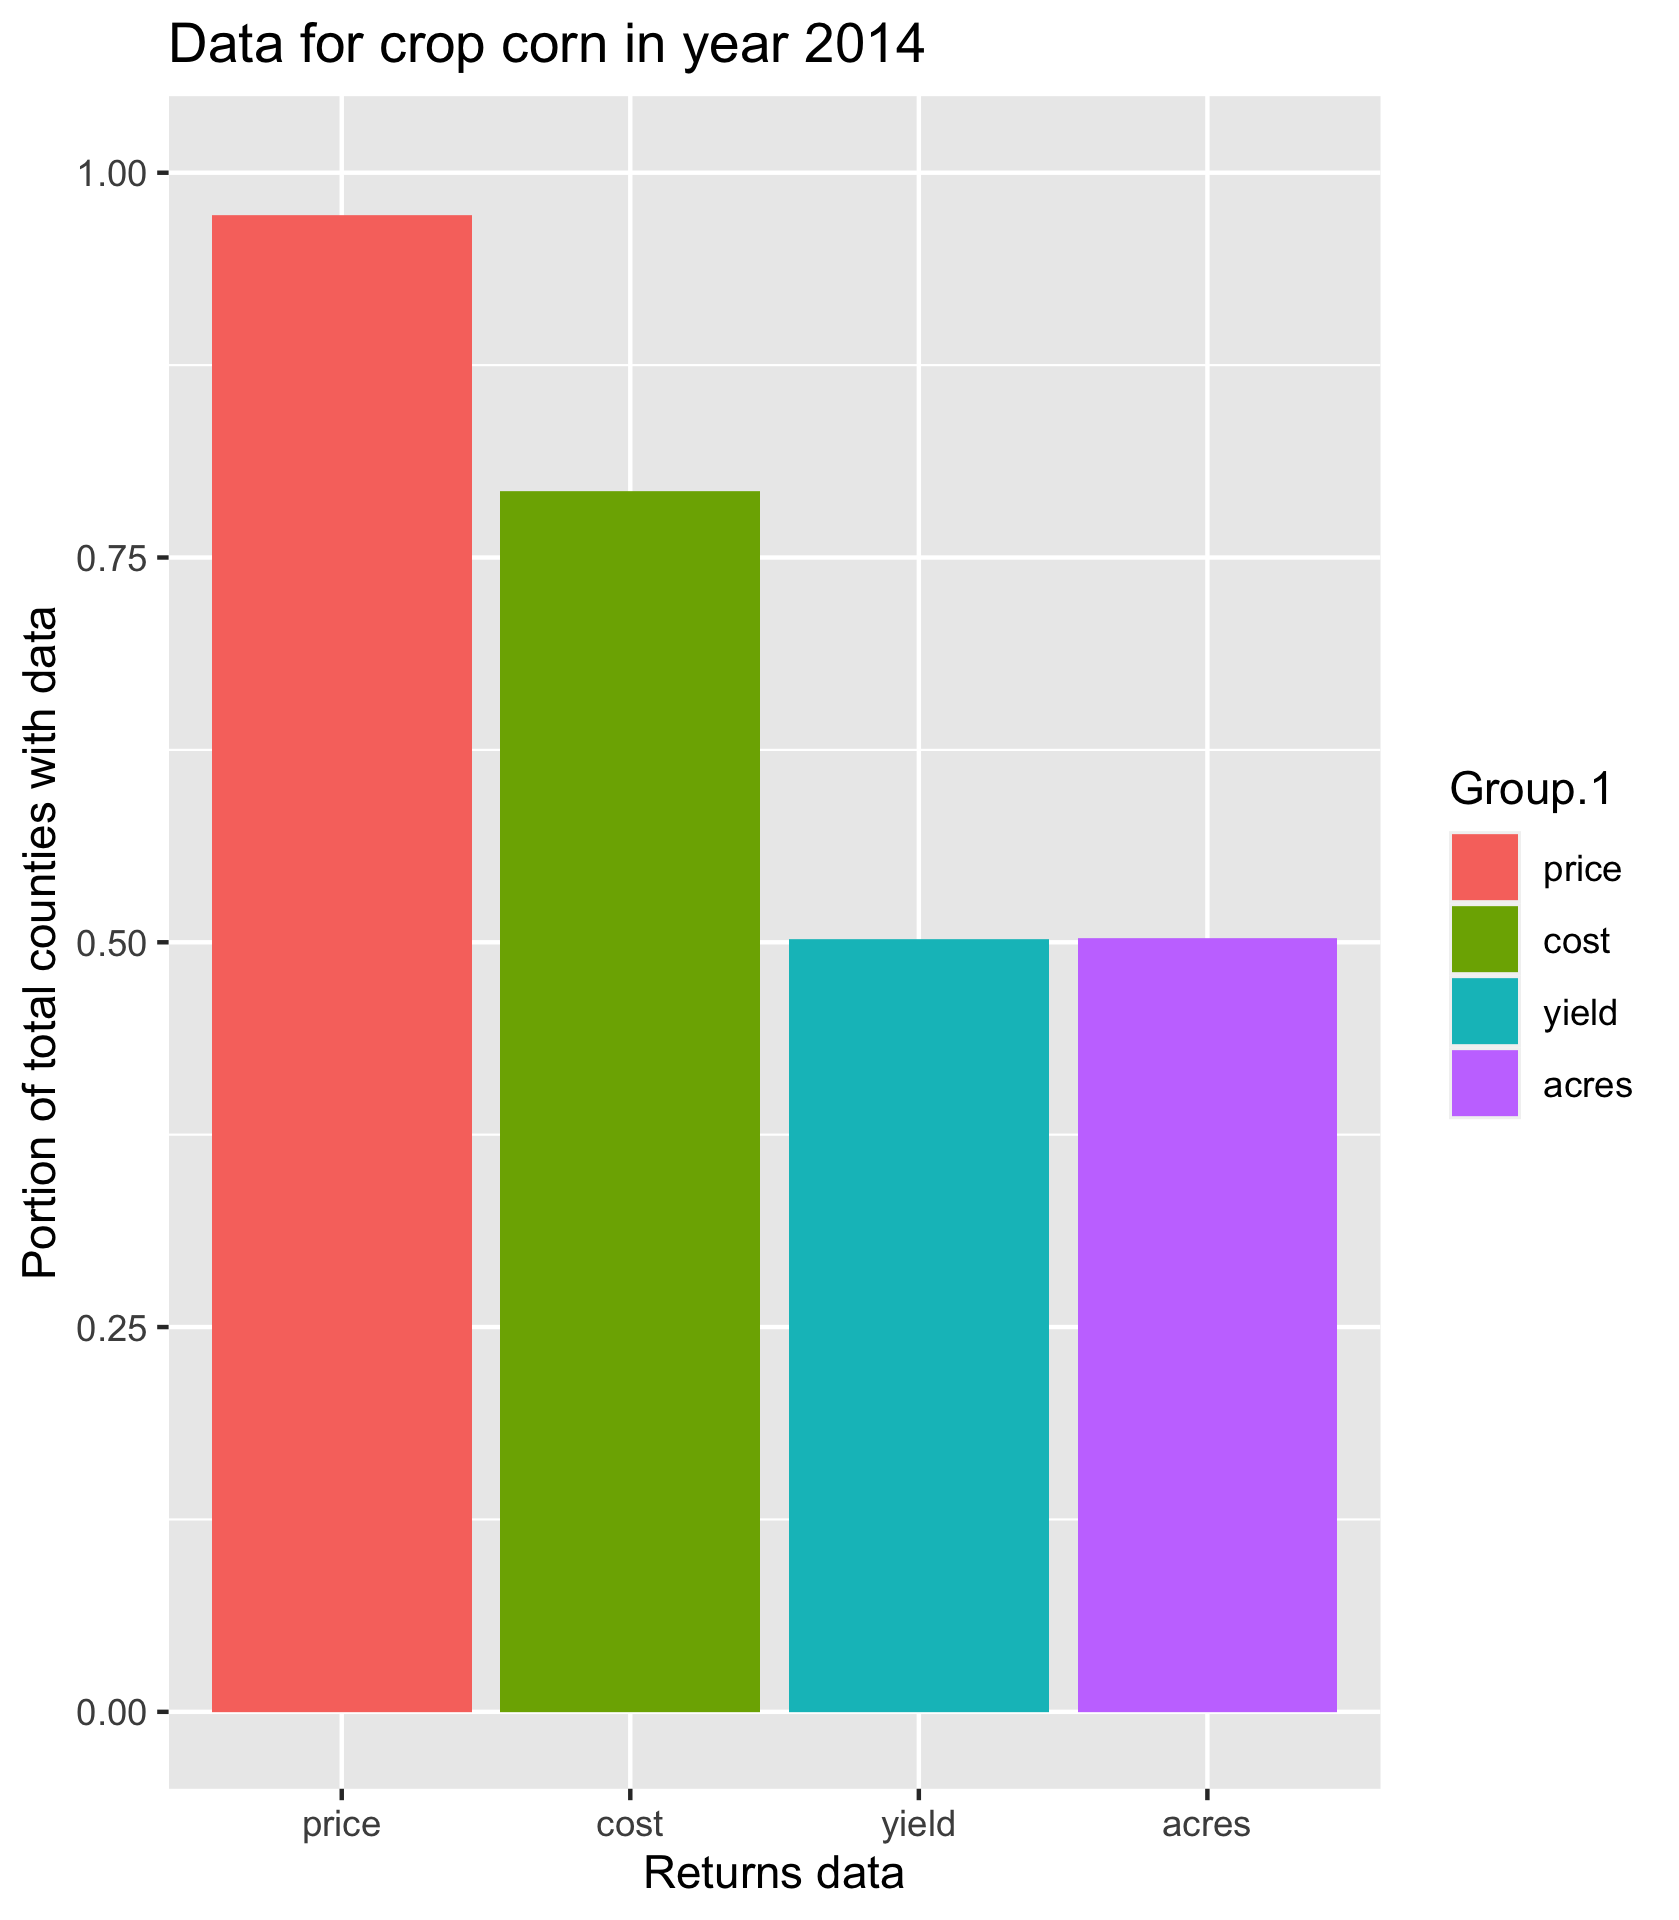 Data for crop corn in year 2014
Portion of total counties with data
1.00
0.75
0.50
0.25
0.00
price
cost
yield
acres
Returns data
Group.1
price
cost
yield
acres